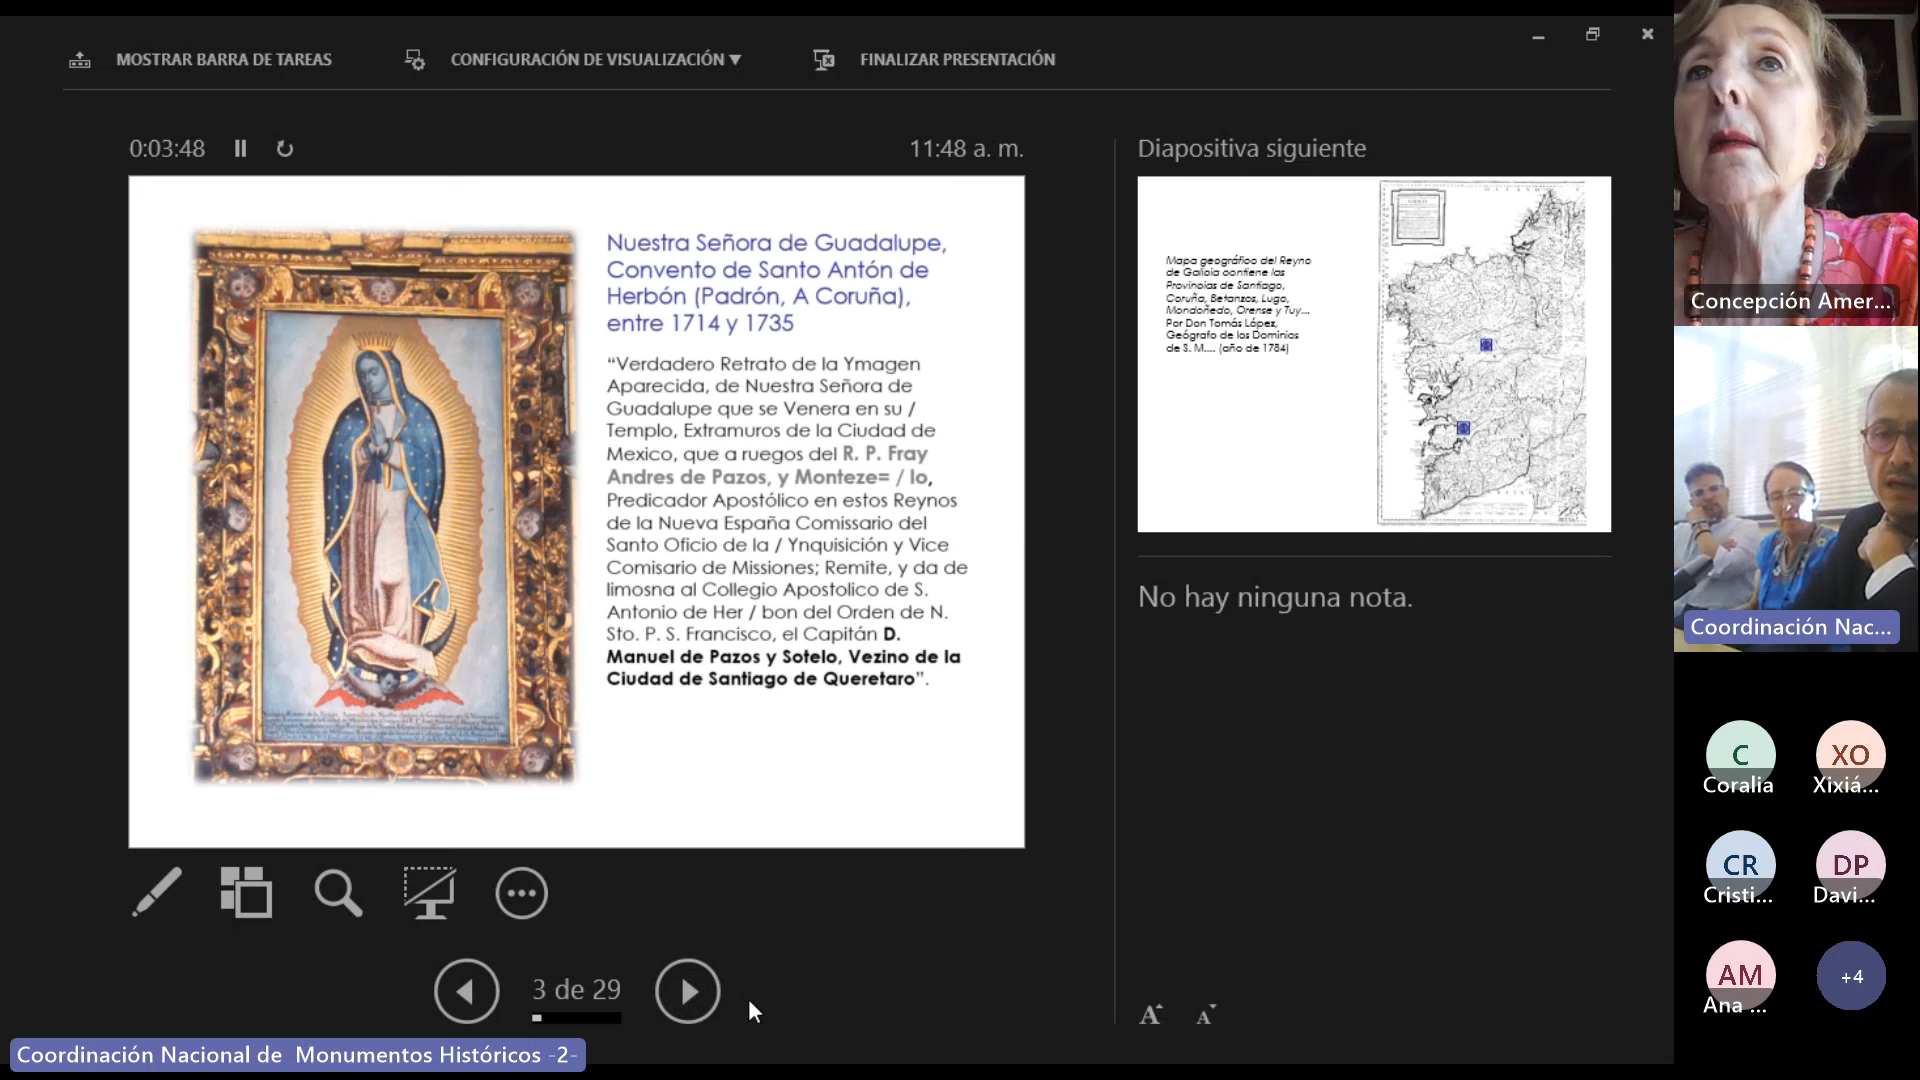 MOSTRAR BARRA DE TAREAS
CONFIGURACIÓN DE VISUALIZACIÓN ▼
FINALIZAR PRESENTACIÓN
0:03:48
11:48 a. m.
Nuestra Señora de Guadalupe,
Convento de Santo Antón de
Herbón (Padrón, A Coruña),
entre 1714 y 1735
“Verdadero Retrato de la Ymagen
Aparecida, de Nuestra Señora de
Guadalupe que se Venera en su /
Templo, Extramuros de la Ciudad de
Mexico, que a ruegos del R. P. Fray
Andres de Pazos, y Monteze= / lo,
Predicador Apostólico en estos Reynos
de la Nueva España Comissario del
Santo Oficio de la / Ynquisición y Vice
Comisario de Missiones; Remite, y da de
limosna al Collegio Apostolico de S.
Antonio de Her / bon del Orden de N.
Sto. P. S. Francisco, el Capitán D.
Manuel de Pazos y Sotelo, Vezino de la
Ciudad de Santiago de Queretaro”.
3 de 29
Diapositiva siguiente
Mapa geográfico del Reyno
de Galicia contiene las
Provincias de Santiago,
Coruña, Betanzos, Lugo,
Mondoñedo, Orense y Tuy...
Por Don Tomás López,
Geógrafo de los Dominios
de S. M.... (año de 1784)
No hay ninguna nota.
A A
Concepción Amer...
Coordinación Nac...
C
Coralia
XO
Xixiá...
CR
Cristi...
DP
Davi...
AM
Ana ...
+4
Coordinación Nacional de Monumentos Históricos -2-